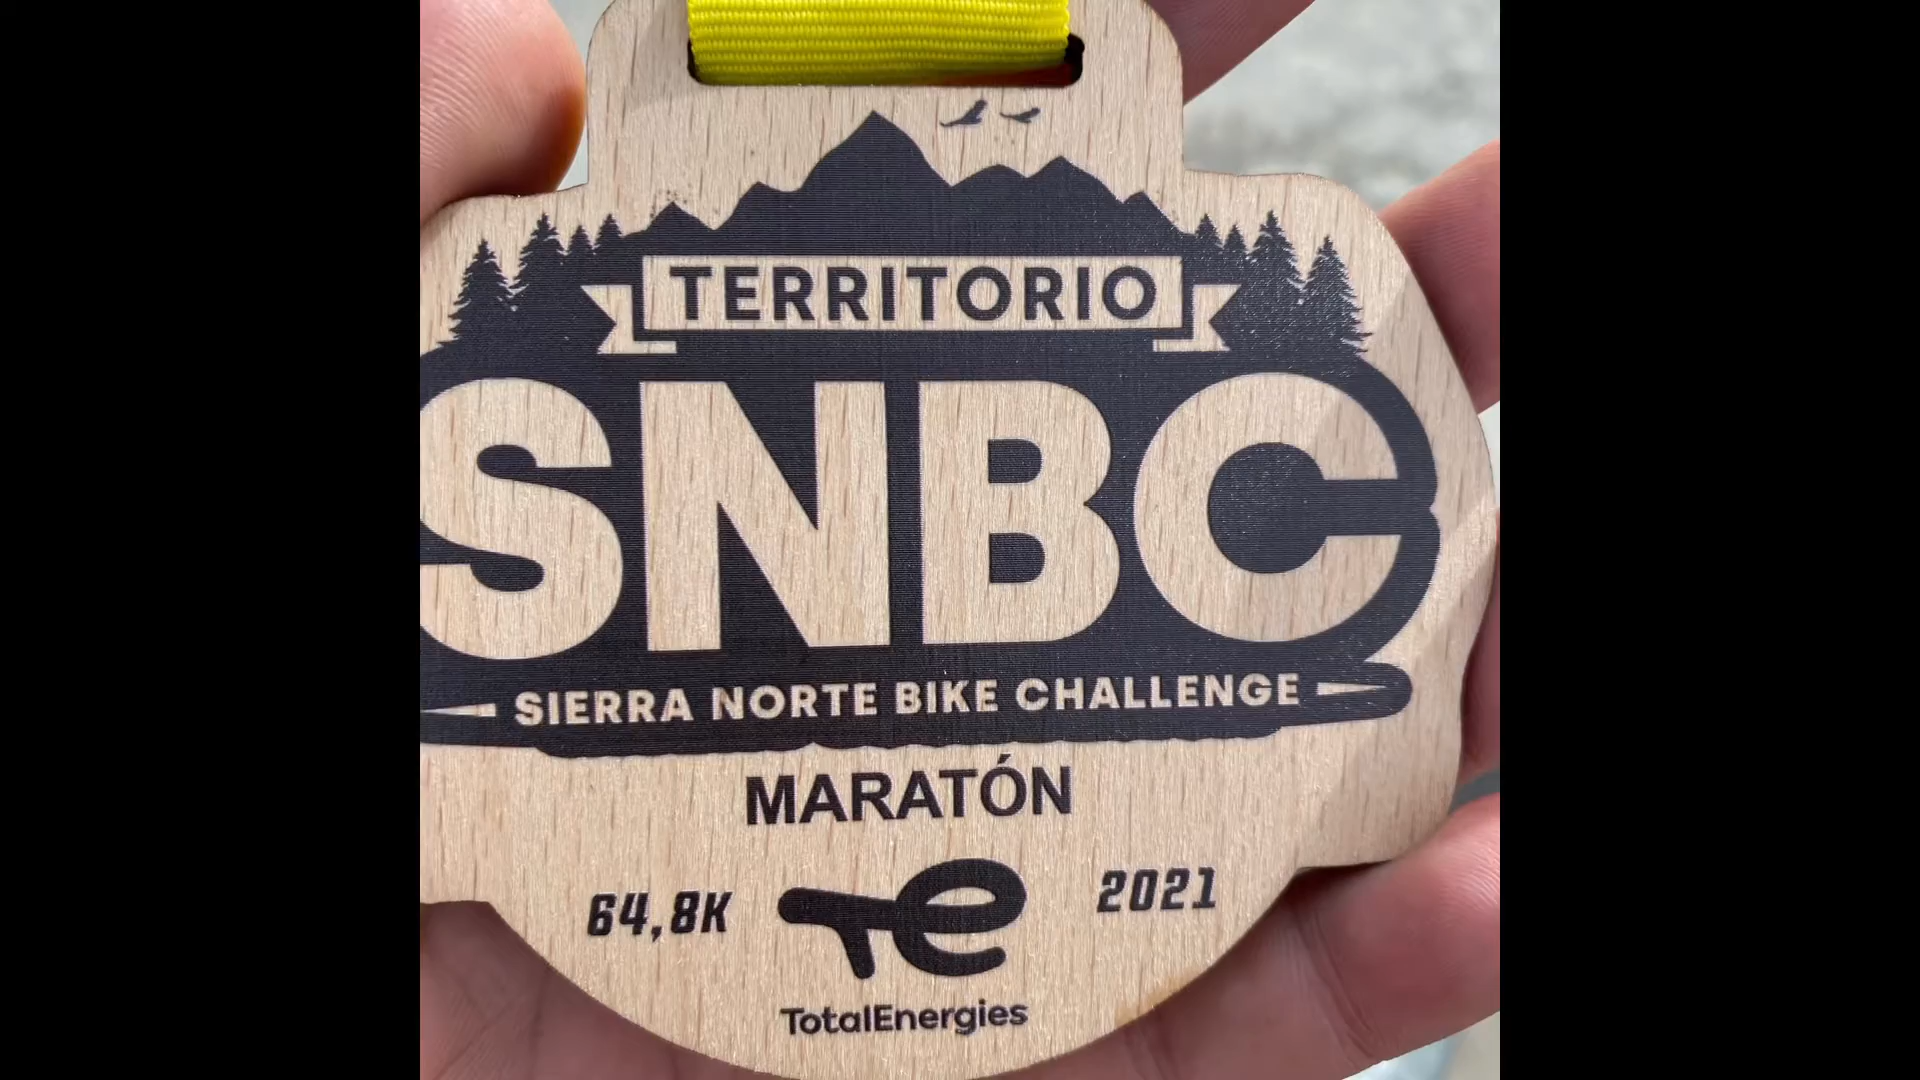 TERRITORIO
SNBC
SIERRA NORTE BIKE CHALLENGE
MARATÓN
64,8K
2021
TotalEnergies